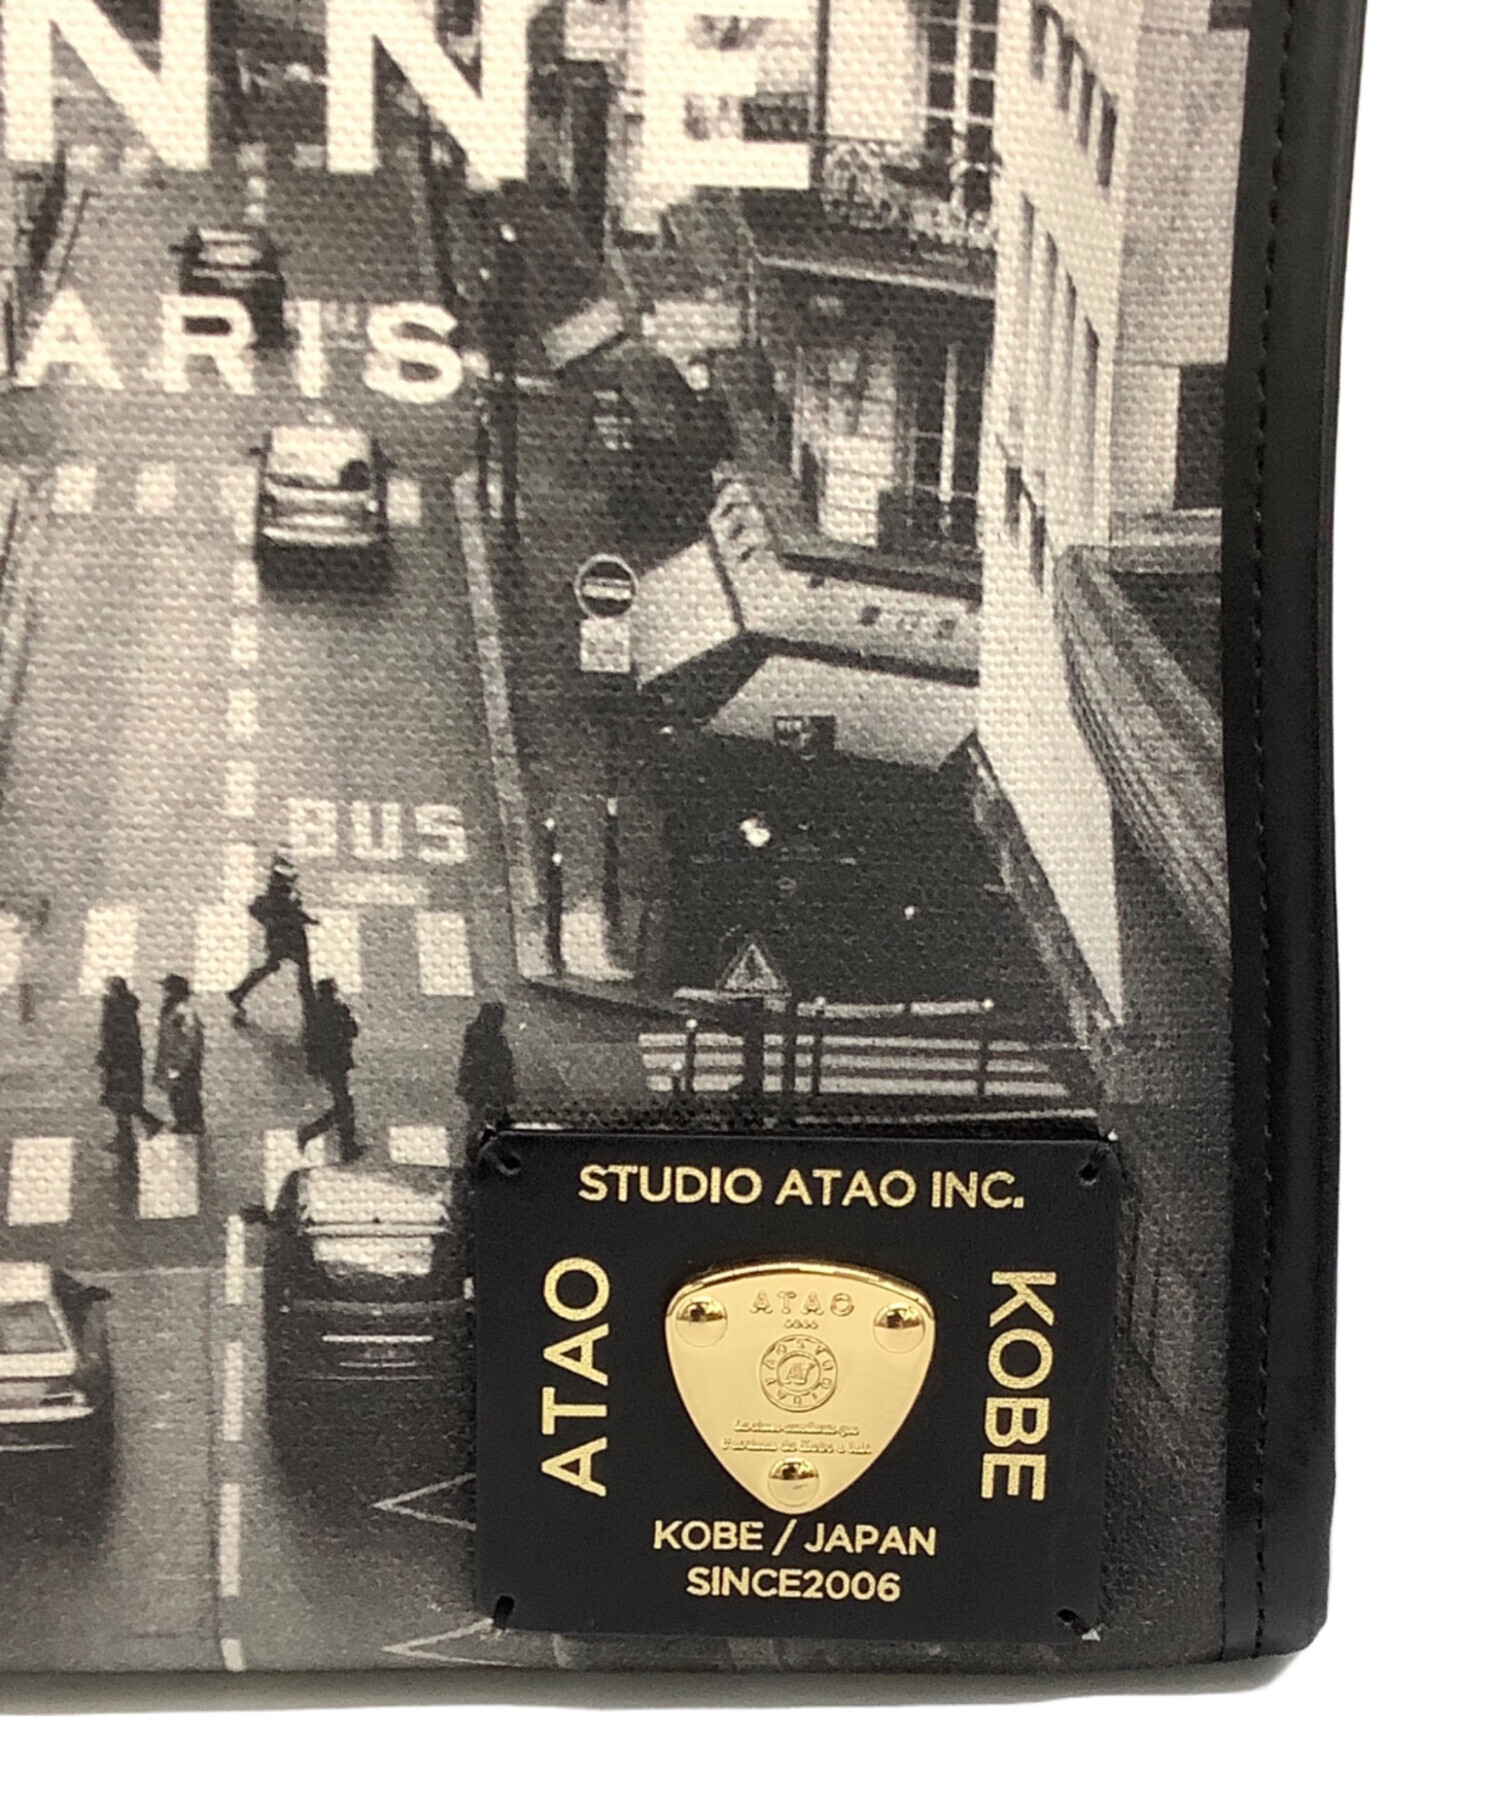 NNE
ARIS
BUS
STUDIO ATAO INC.
ATAO
KOBE
ATAO
KOBE / JAPAN
SINCE2006